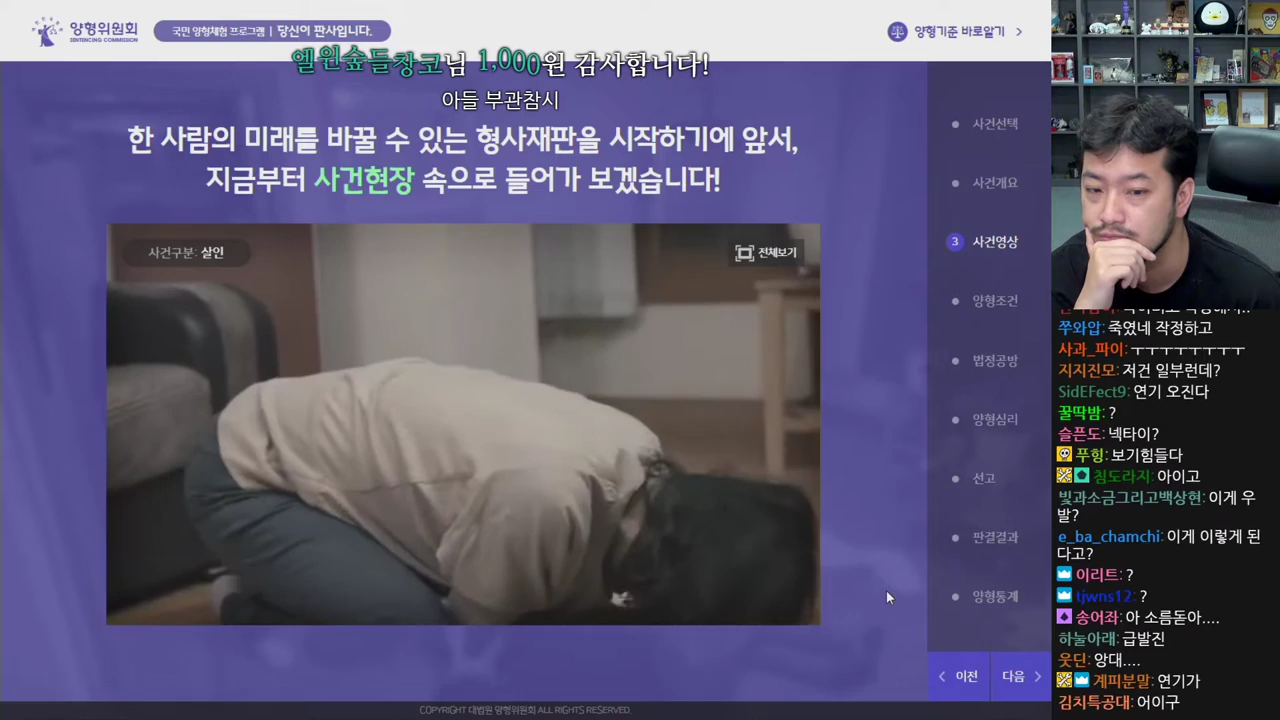 양형위원회
SENTENCING COMMISSION
국민 양형체험 프로그램 | 당신이 판사입니다.
양형기준 바로알기
엘윈숲들창코님 1,000원 감사합니다!
아들 부관참시
한 사람의 미래를 바꿀 수 있는 형사재판을 시작하기에 앞서,
지금부터 사건현장 속으로 들어가 보겠습니다!
사건구분: 살인
전체보기
사건선택
사건개요
3 사건영상
양형조건
법정공방
양형심리
선고
판결결과
양형통계
이전
다음
COPYRIGHT 대법원 양형위원회 ALL RIGHTS RESERVED.
쭈와압: 죽였네 작정하고
사과_파이: ㅜㅜㅜㅜㅜㅜㅜㅜ
지지진모: 저건 일부런데?
SidEFect9: 연기 오진다
꿀딱밤: ?
슬픈도: 넥타이?
푸힝: 보기힘들다
침도라지: 아이고
빛과소금그리고백상현: 이게 우
발?
e_ba_chamchi: 이게 이렇게 된
다고?
이리트: ?
tjwns12: ?
송어좌: 아 소름돋아....
하눌아래: 급발진
웃딘: 앙대....
계피분말: 연기가
김치특공대: 어이구